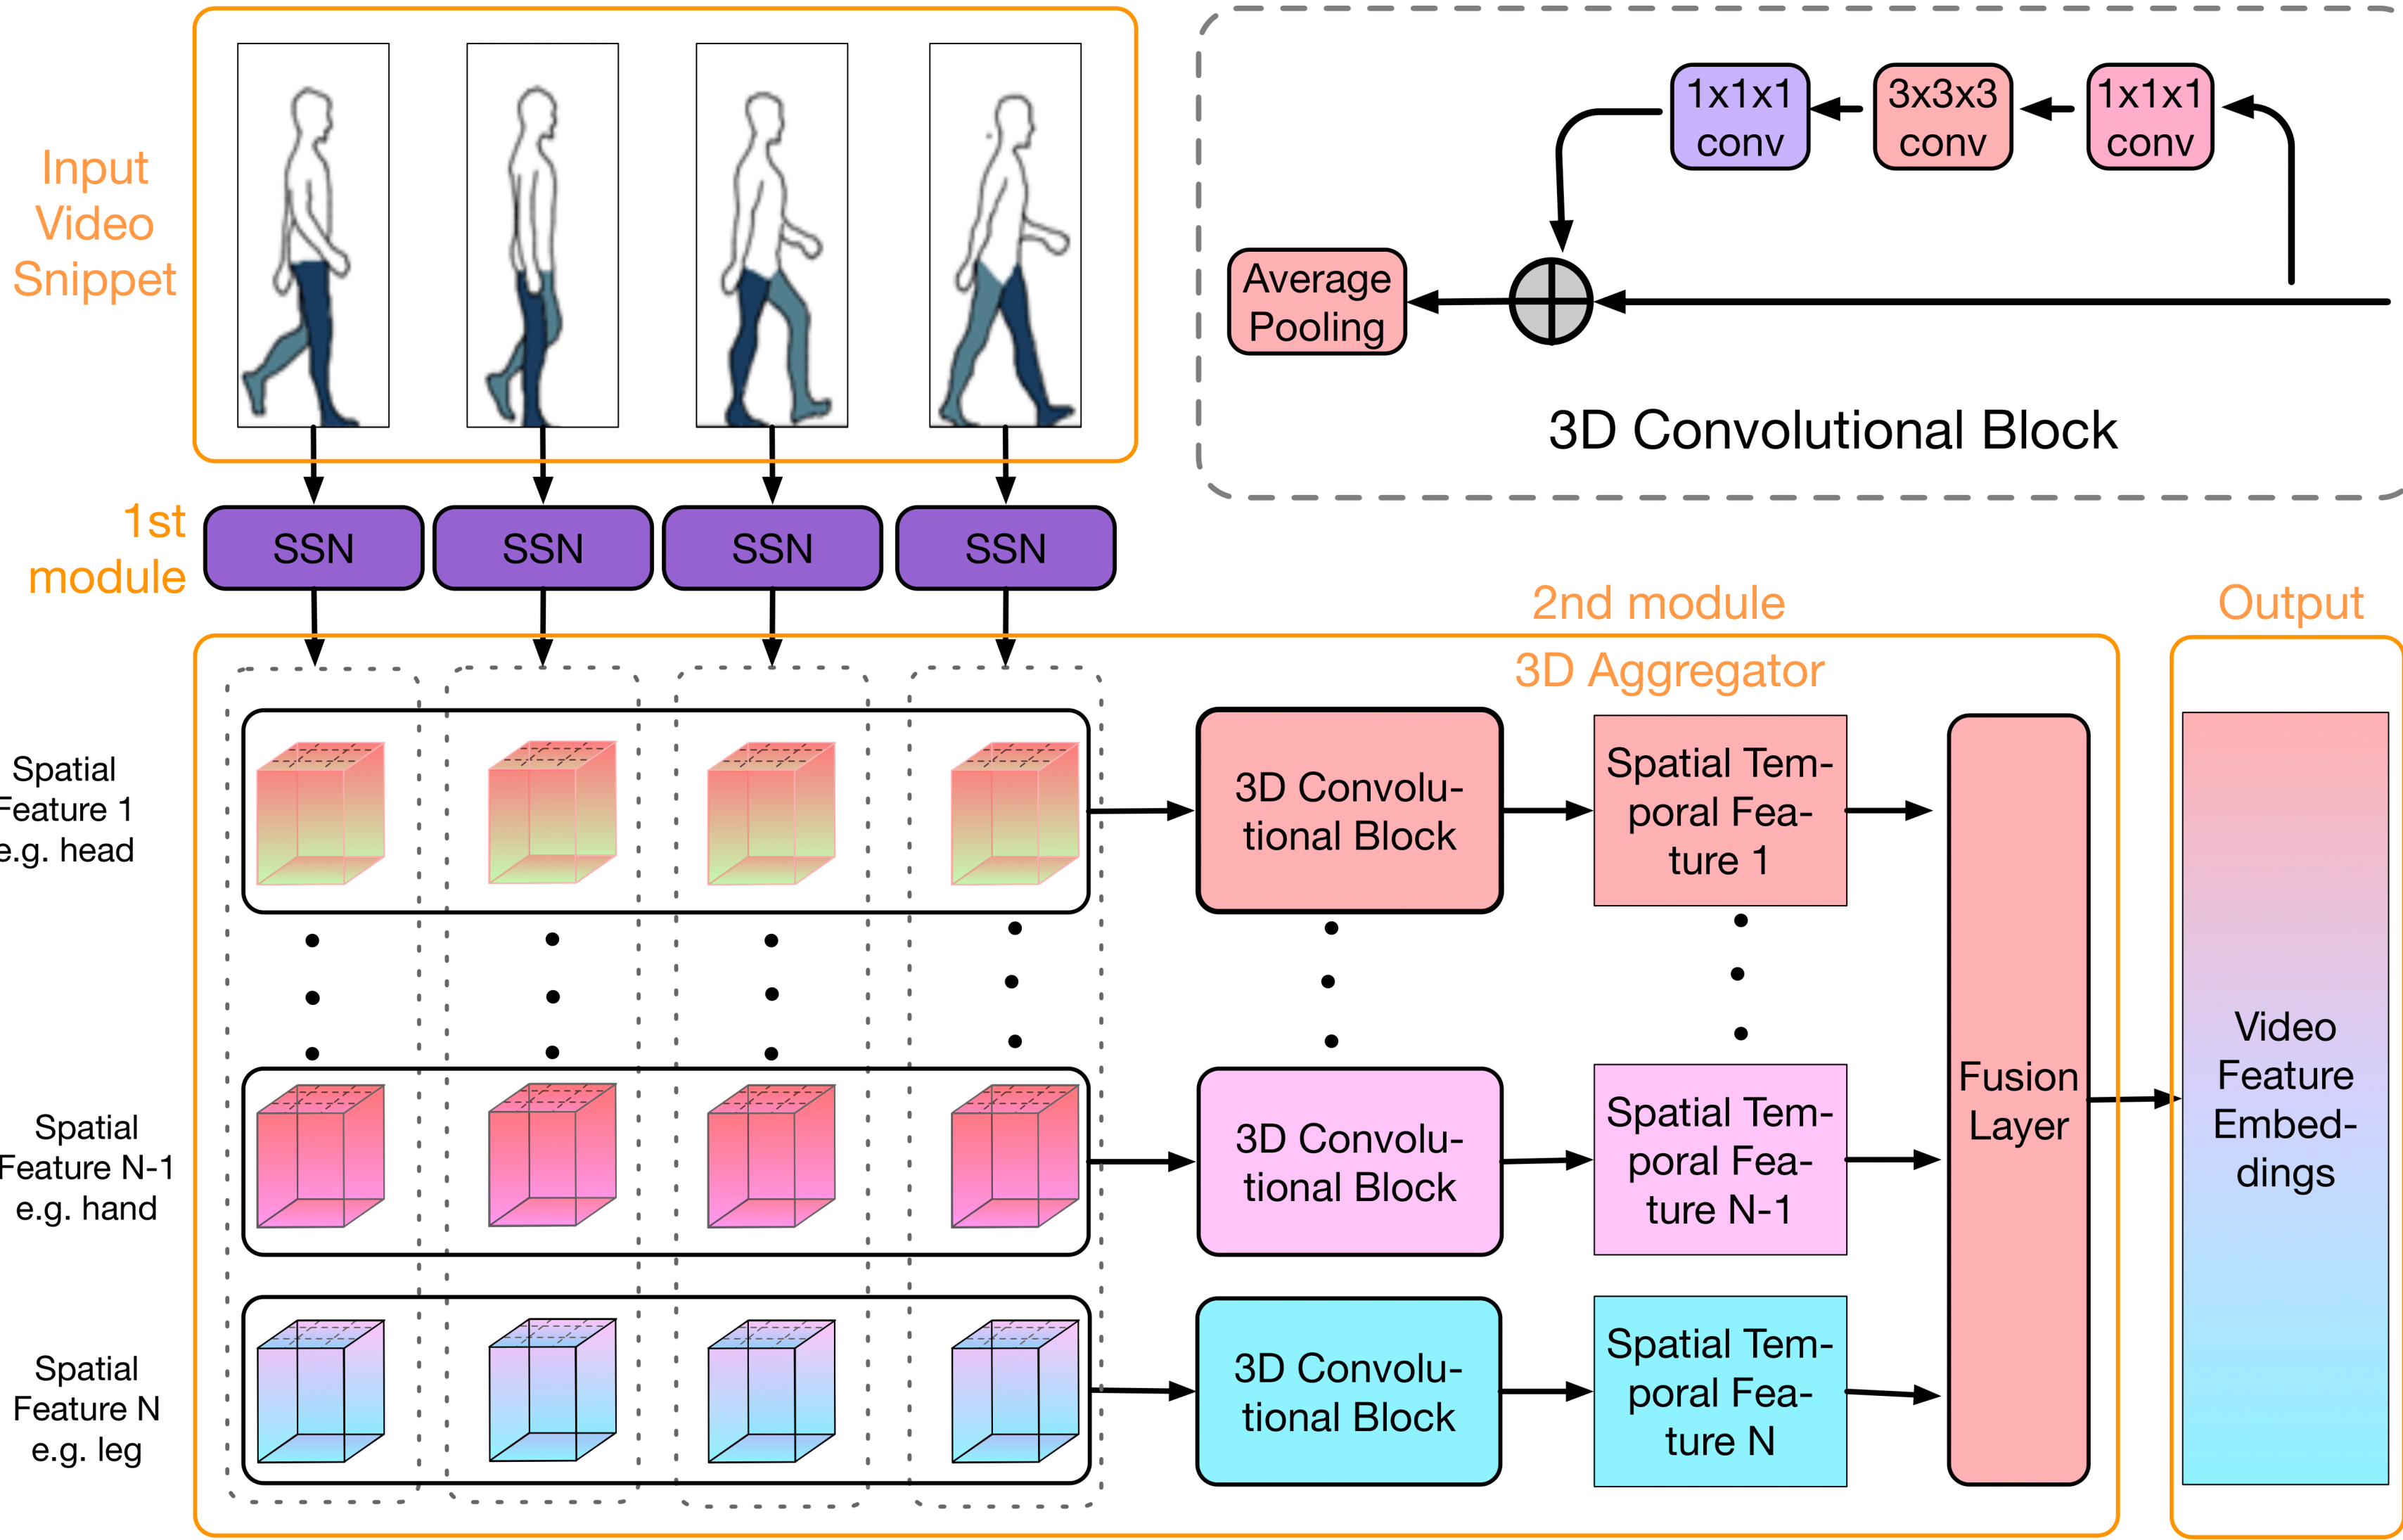 Input
Video
Snippet
1x1x1
conv
3x3x3
conv
1x1x1
conv
Average
Pooling
3D Convolutional Block
1st
module
SSN
SSN
SSN
SSN
2nd module
3D Aggregator
Output
Spatial
Feature 1
e.g. head
3D Convolu-
tional Block
Spatial Tem-
poral Fea-
ture 1
Spatial
Feature N-1
e.g. hand
3D Convolu-
tional Block
Spatial Tem-
poral Fea-
ture N-1
Spatial
Feature N
e.g. leg
3D Convolu-
tional Block
Spatial Tem-
poral Fea-
ture N
Fusion
Layer
Video
Feature
Embed-
dings